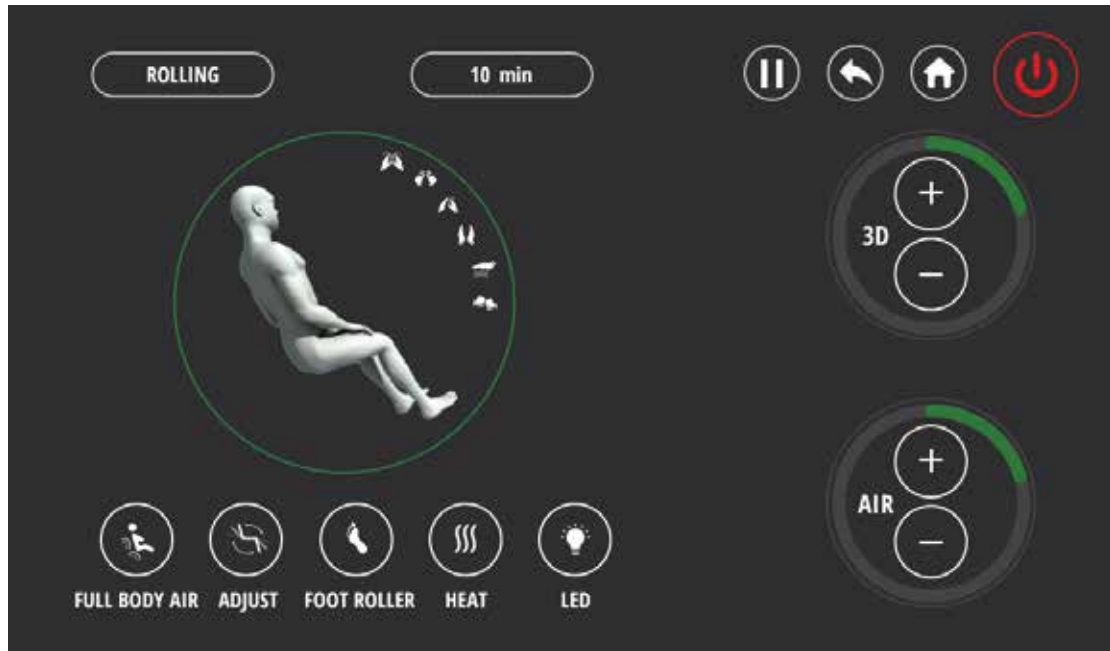 ROLLING
10 min
3D
+
−
AIR
+
−
FULL BODY AIR
ADJUST
FOOT ROLLER
HEAT
LED